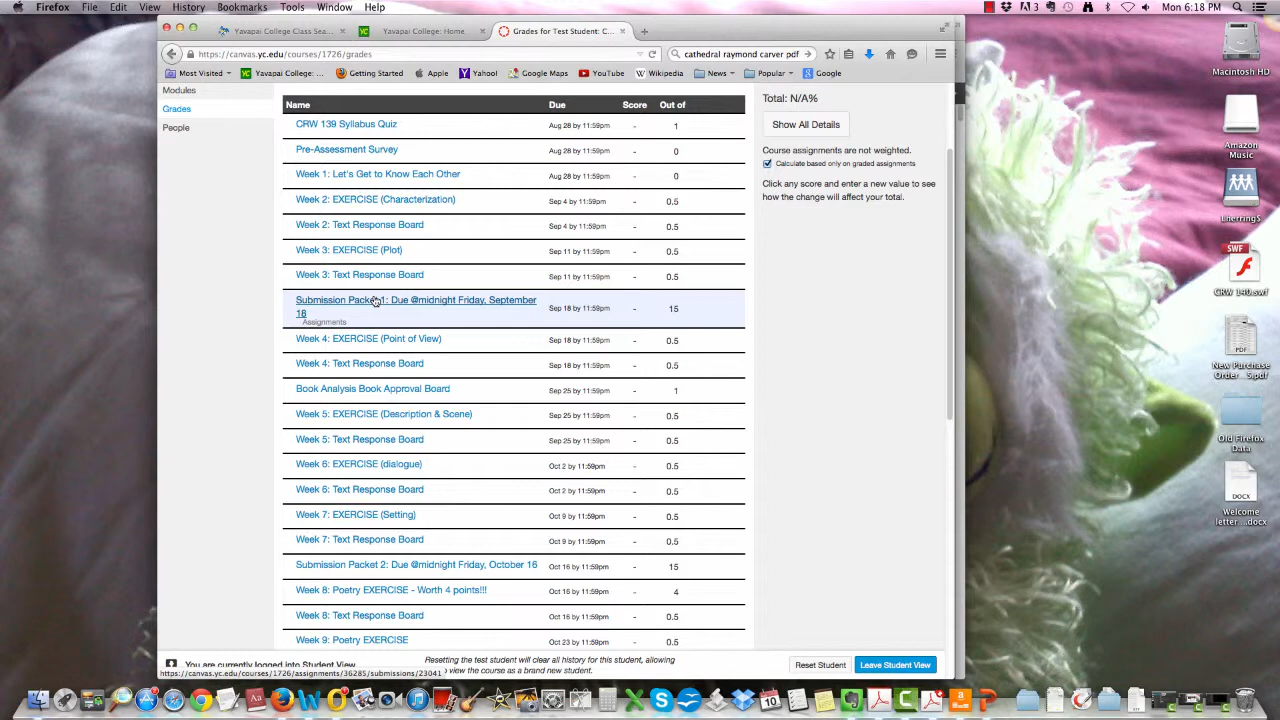 Firefox File Edit View History Bookmarks Tools Window Help
3 Mon 6:18 PM
Yavapai College Class Sea... × Yavapai College: Home × Grades for Test Student: C... × +
https://canvas.yc.edu/courses/1726/grades cathedral raymond carver pdf
Most Visited Yavapai College: ... Getting Started Apple Yahoo! Google Maps YouTube Wikipedia News Popular Google
Modules
Grades
People
Name Due Score Out of
CRW 139 Syllabus Quiz Aug 28 by 11:59pm - 1
Pre-Assessment Survey Aug 28 by 11:59pm - 0
Week 1: Let's Get to Know Each Other Aug 28 by 11:59pm - 0
Week 2: EXERCISE (Characterization) Sep 4 by 11:59pm - 0.5
Week 2: Text Response Board Sep 4 by 11:59pm - 0.5
Week 3: EXERCISE (Plot) Sep 11 by 11:59pm - 0.5
Week 3: Text Response Board Sep 11 by 11:59pm - 0.5
Submission Packet 1: Due @midnight Friday, September
18 Sep 18 by 11:59pm - 15
Assignments
Week 4: EXERCISE (Point of View) Sep 18 by 11:59pm - 0.5
Week 4: Text Response Board Sep 18 by 11:59pm - 0.5
Book Analysis Book Approval Board Sep 25 by 11:59pm - 1
Week 5: EXERCISE (Description & Scene) Sep 25 by 11:59pm - 0.5
Week 5: Text Response Board Sep 25 by 11:59pm - 0.5
Week 6: EXERCISE (dialogue) Oct 2 by 11:59pm - 0.5
Week 6: Text Response Board Oct 2 by 11:59pm - 0.5
Week 7: EXERCISE (Setting) Oct 9 by 11:59pm - 0.5
Week 7: Text Response Board Oct 9 by 11:59pm - 0.5
Submission Packet 2: Due @midnight Friday, October 16 Oct 16 by 11:59pm - 15
Week 8: Poetry EXERCISE - Worth 4 points!!! Oct 16 by 11:59pm - 4
Week 8: Text Response Board Oct 16 by 11:59pm - 0.5
Week 9: Poetry EXERCISE Oct 23 by 11:59pm - 0.5
Total: N/A%
Show All Details
Course assignments are not weighted.
Calculate based only on graded assignments
Click any score and enter a new value to see
how the change will affect your total.
You are currently logged into Student View
Resetting the test student will clear all history for this student, allowing
view the course as a brand new student.
Reset Student Leave Student View
https://canvas.yc.edu/courses/1726/assignments/36285/submissions/23041
Macintosh HD
Amazon
Music
LherringS
SWF
CRW 140.swf
PDF
New Purchase
Order ...S.pdf
Old Firefox
Data
DOCX
Welcome
letter ...docx